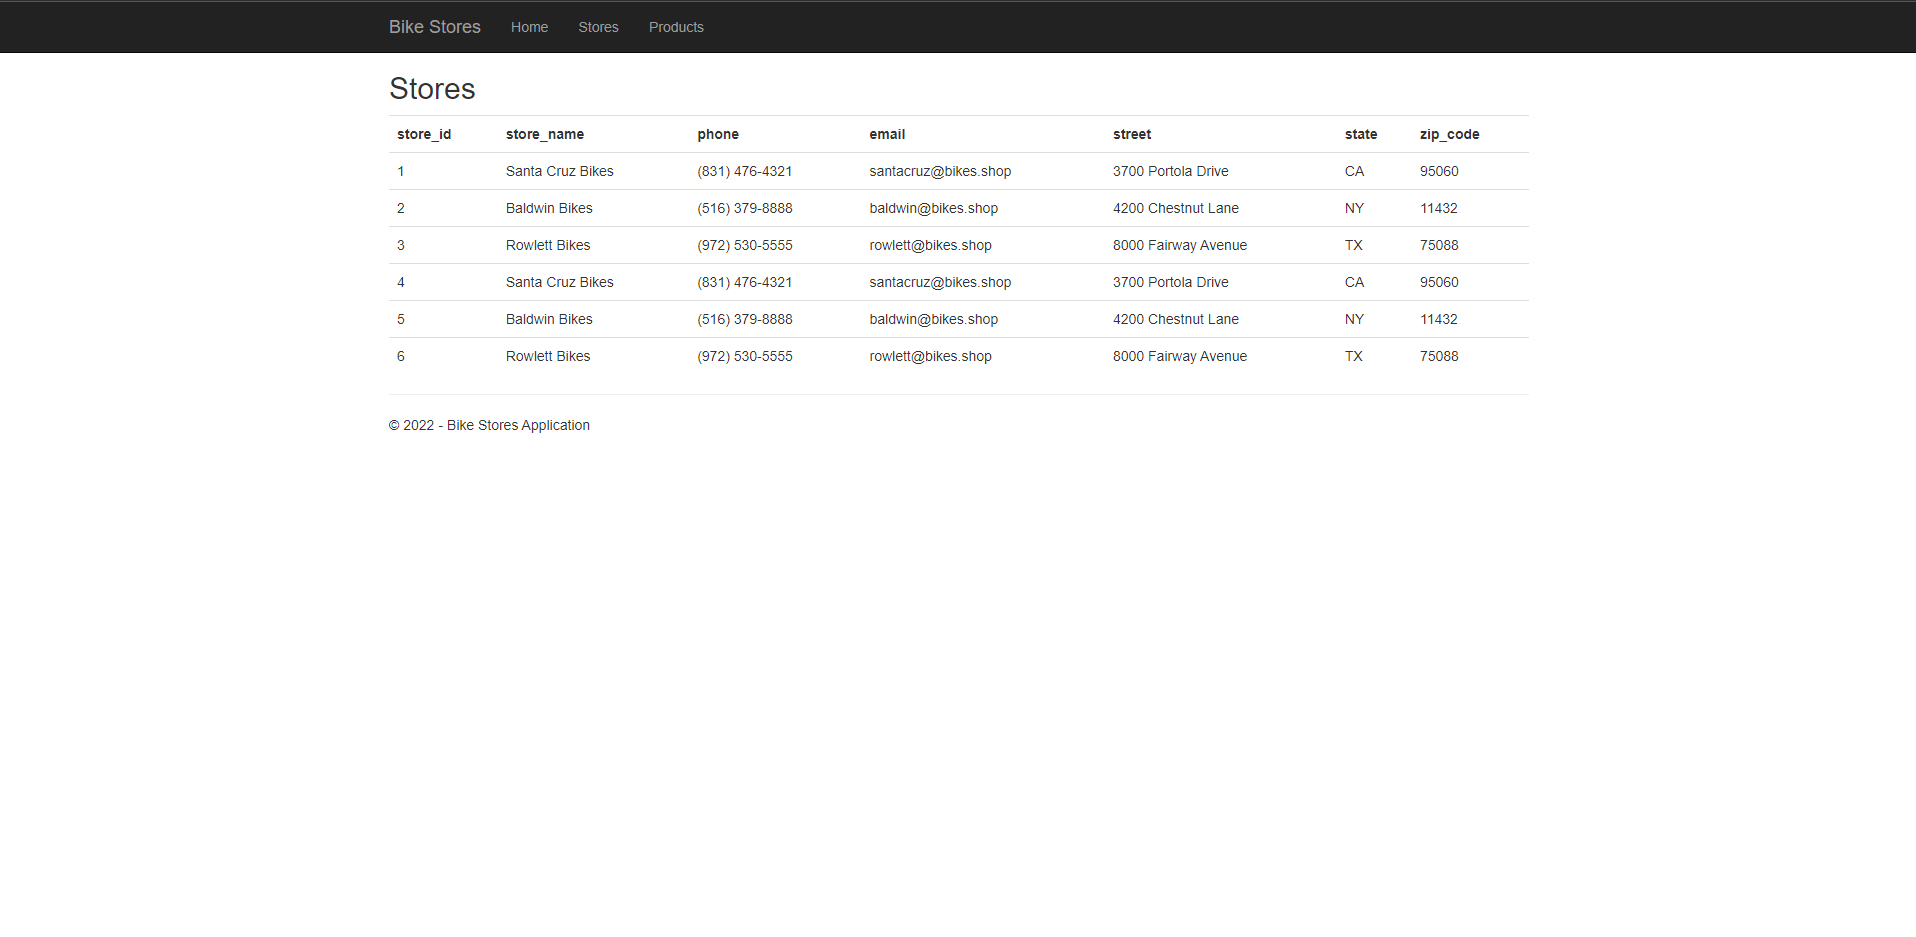 Bike Stores Home Stores Products
Stores
store_id store_name phone email street state zip_code
1 Santa Cruz Bikes (831) 476-4321 santacruz@bikes.shop 3700 Portola Drive CA 95060
2 Baldwin Bikes (516) 379-8888 baldwin@bikes.shop 4200 Chestnut Lane NY 11432
3 Rowlett Bikes (972) 530-5555 rowlett@bikes.shop 8000 Fairway Avenue TX 75088
4 Santa Cruz Bikes (831) 476-4321 santacruz@bikes.shop 3700 Portola Drive CA 95060
5 Baldwin Bikes (516) 379-8888 baldwin@bikes.shop 4200 Chestnut Lane NY 11432
6 Rowlett Bikes (972) 530-5555 rowlett@bikes.shop 8000 Fairway Avenue TX 75088
© 2022 - Bike Stores Application